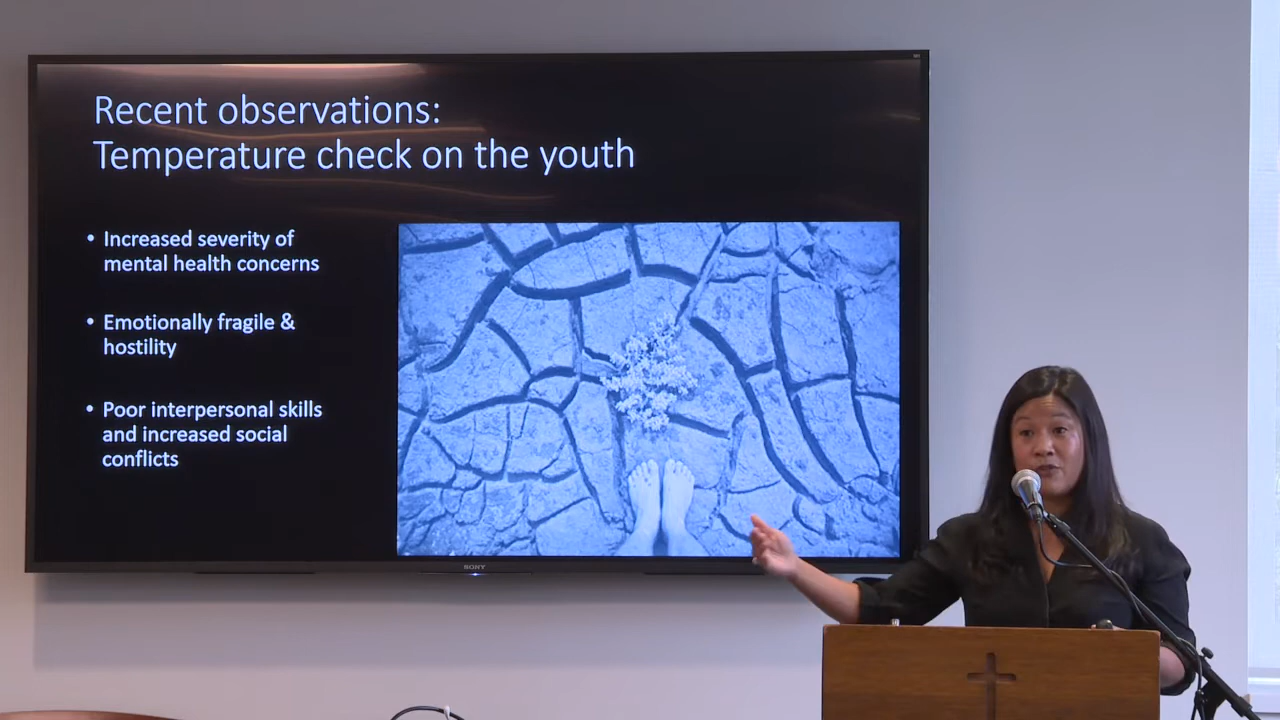 Recent observations:
Temperature check on the youth
• Increased severity of
mental health concerns
• Emotionally fragile &
hostility
• Poor interpersonal skills
and increased social
conflicts
SONY